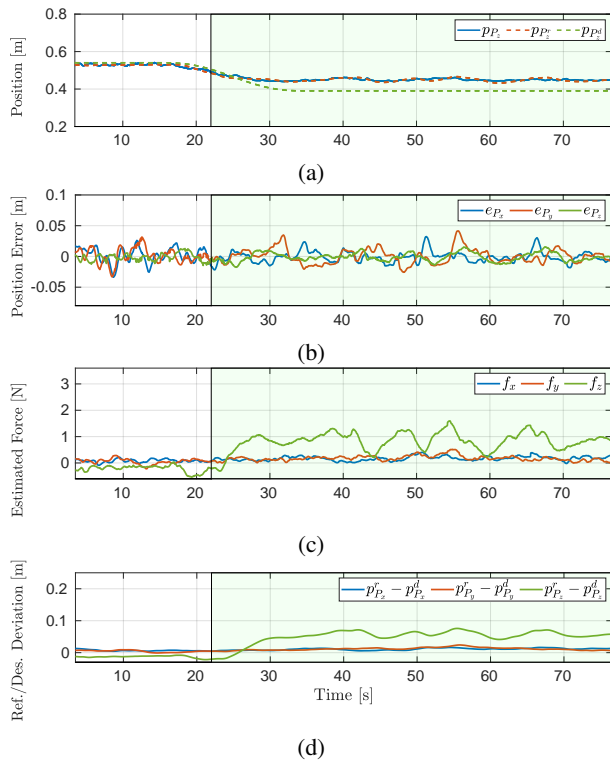 0.8
0.6
0.4
0.2
Position [m]
p_{P_z} p_{P_z^r} p_{P_z^d}
10 20 30 40 50 60 70
(a)
0.1
0.05
0
-0.05
Position Error [m]
e_{P_x} e_{P_y} e_{P_z}
10 20 30 40 50 60 70
(b)
3
2
1
0
Estimated Force [N]
f_x f_y f_z
10 20 30 40 50 60 70
(c)
0.2
0.1
0
Ref./Des. Deviation [m]
p^r_{P_x} − p^d_{P_x} p^r_{P_y} − p^d_{P_y} p^r_{P_z} − p^d_{P_z}
10 20 30 40 50 60 70
Time [s]
(d)